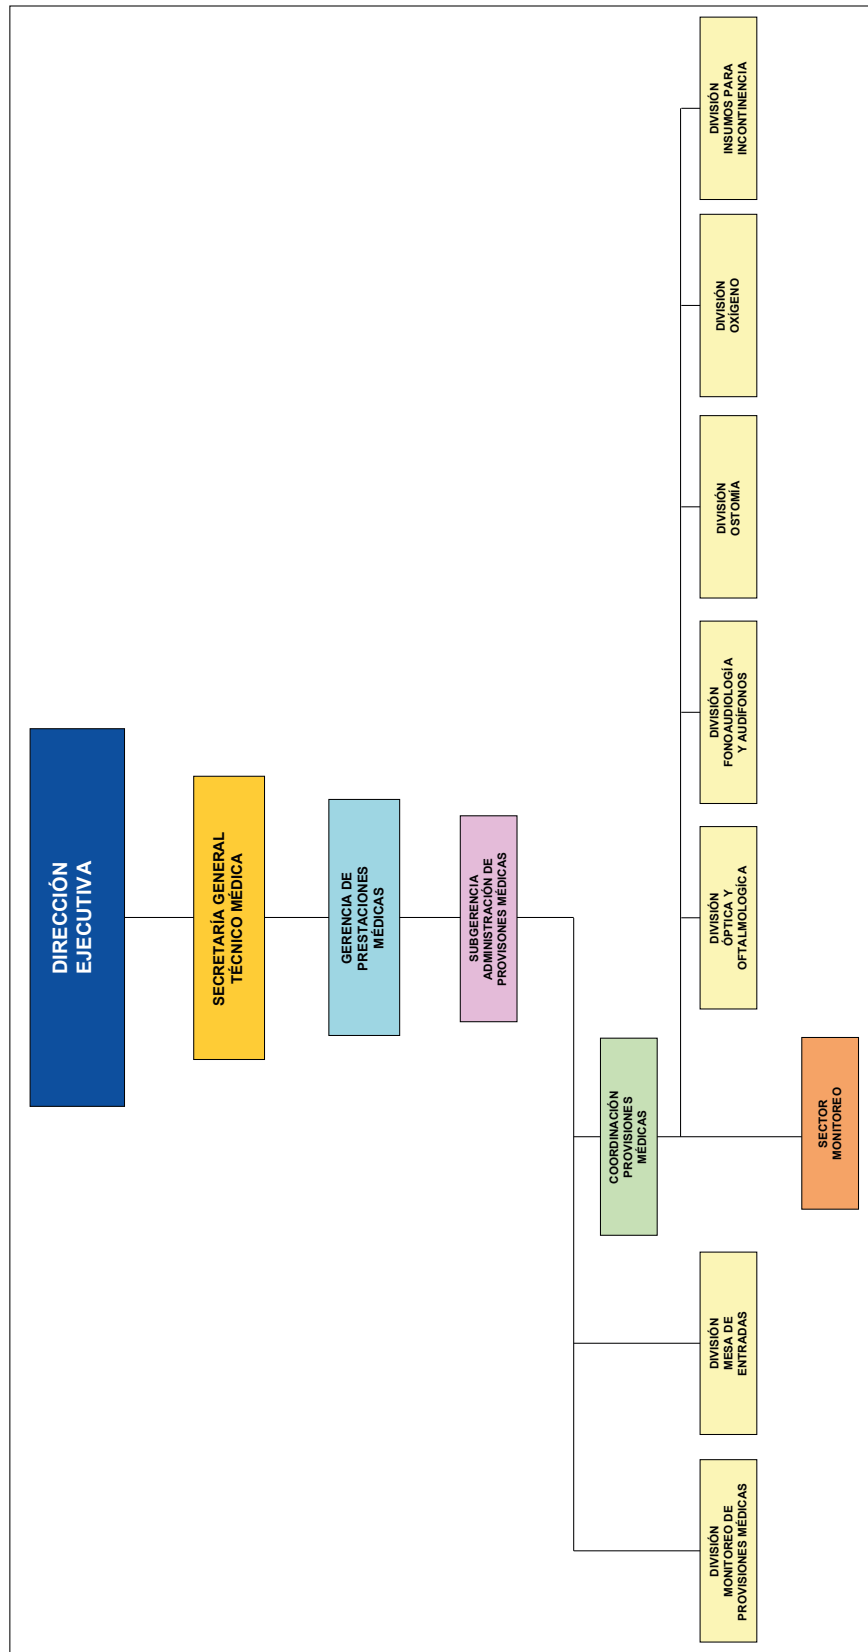 DIRECCIÓN
EJECUTIVA
SECRETARÍA GENERAL
TÉCNICO MÉDICA
GERENCIA DE
PRESTACIONES
MÉDICAS
SUBGERENCIA
ADMINISTRACIÓN DE
PROVISONES MÉDICAS
COORDINACIÓN
PROVISIONES
MÉDICAS
DIVISIÓN
MONITOREO DE
PROVISIONES MÉDICAS
DIVISIÓN
MESA DE
ENTRADAS
DIVISIÓN
ÓPTICA Y
OFTALMOLOGÍCA
DIVISIÓN
FONOAUDIOLOGÍA
Y AUDÍFONOS
DIVISIÓN
OSTOMÍA
DIVISIÓN
OXÍGENO
DIVISIÓN
INSUMOS PARA
INCONTINENCIA
SECTOR
MONITOREO